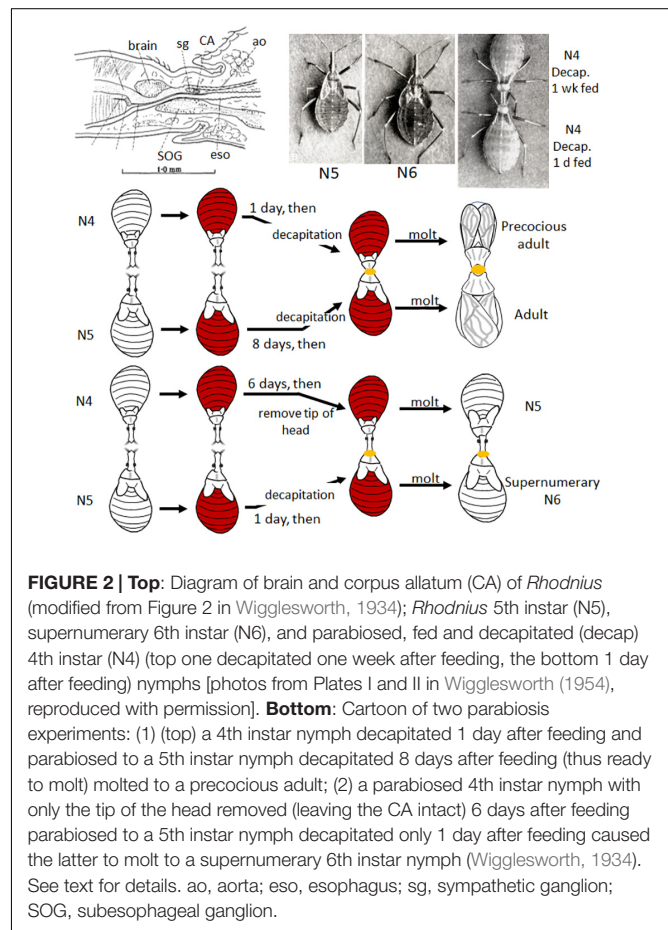 brain sg CA ao
SOG eso
1·0 mm
N5 N6
N4
Decap.
1 wk fed
N4
Decap.
1 d fed
N4
1 day, then
decapitation
molt
Precocious
adult
N5
decapitation
8 days, then
molt
Adult
N4
6 days, then
remove tip of
head
molt
N5
N5
decapitation
1 day, then
molt
Supernumerary
N6
FIGURE 2 | Top: Diagram of brain and corpus allatum (CA) of Rhodnius
(modified from Figure 2 in Wigglesworth, 1934); Rhodnius 5th instar (N5),
supernumerary 6th instar (N6), and parabiosed, fed and decapitated (decap)
4th instar (N4) (top one decapitated one week after feeding, the bottom 1 day
after feeding) nymphs [photos from Plates I and II in Wigglesworth (1954),
reproduced with permission]. Bottom: Cartoon of two parabiosis
experiments: (1) (top) a 4th instar nymph decapitated 1 day after feeding and
parabiosed to a 5th instar nymph decapitated 8 days after feeding (thus ready
to molt) molted to a precocious adult; (2) a parabiosed 4th instar nymph with
only the tip of the head removed (leaving the CA intact) 6 days after feeding
parabiosed to a 5th instar nymph decapitated only 1 day after feeding caused
the latter to molt to a supernumerary 6th instar nymph (Wigglesworth, 1934).
See text for details. ao, aorta; eso, esophagus; sg, sympathetic ganglion;
SOG, subesophageal ganglion.